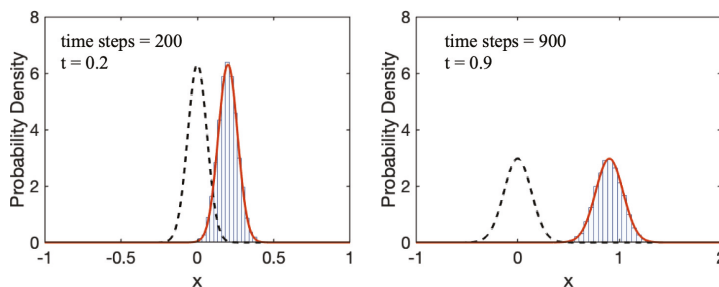 8
6
4
2
0
Probability Density
time steps = 200
t = 0.2
-1
-0.5
0
0.5
1
x
8
6
4
2
0
Probability Density
time steps = 900
t = 0.9
-1
0
1
2
x